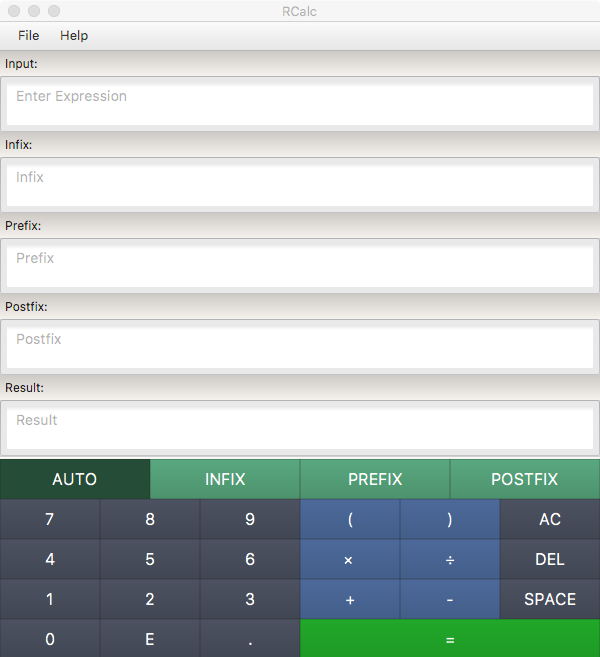 RCalc
File Help
Input:
Enter Expression
Infix:
Infix
Prefix:
Prefix
Postfix:
Postfix
Result:
Result
AUTO INFIX PREFIX POSTFIX
7 8 9 ( ) AC
4 5 6 × ÷ DEL
1 2 3 + - SPACE
0 E . =